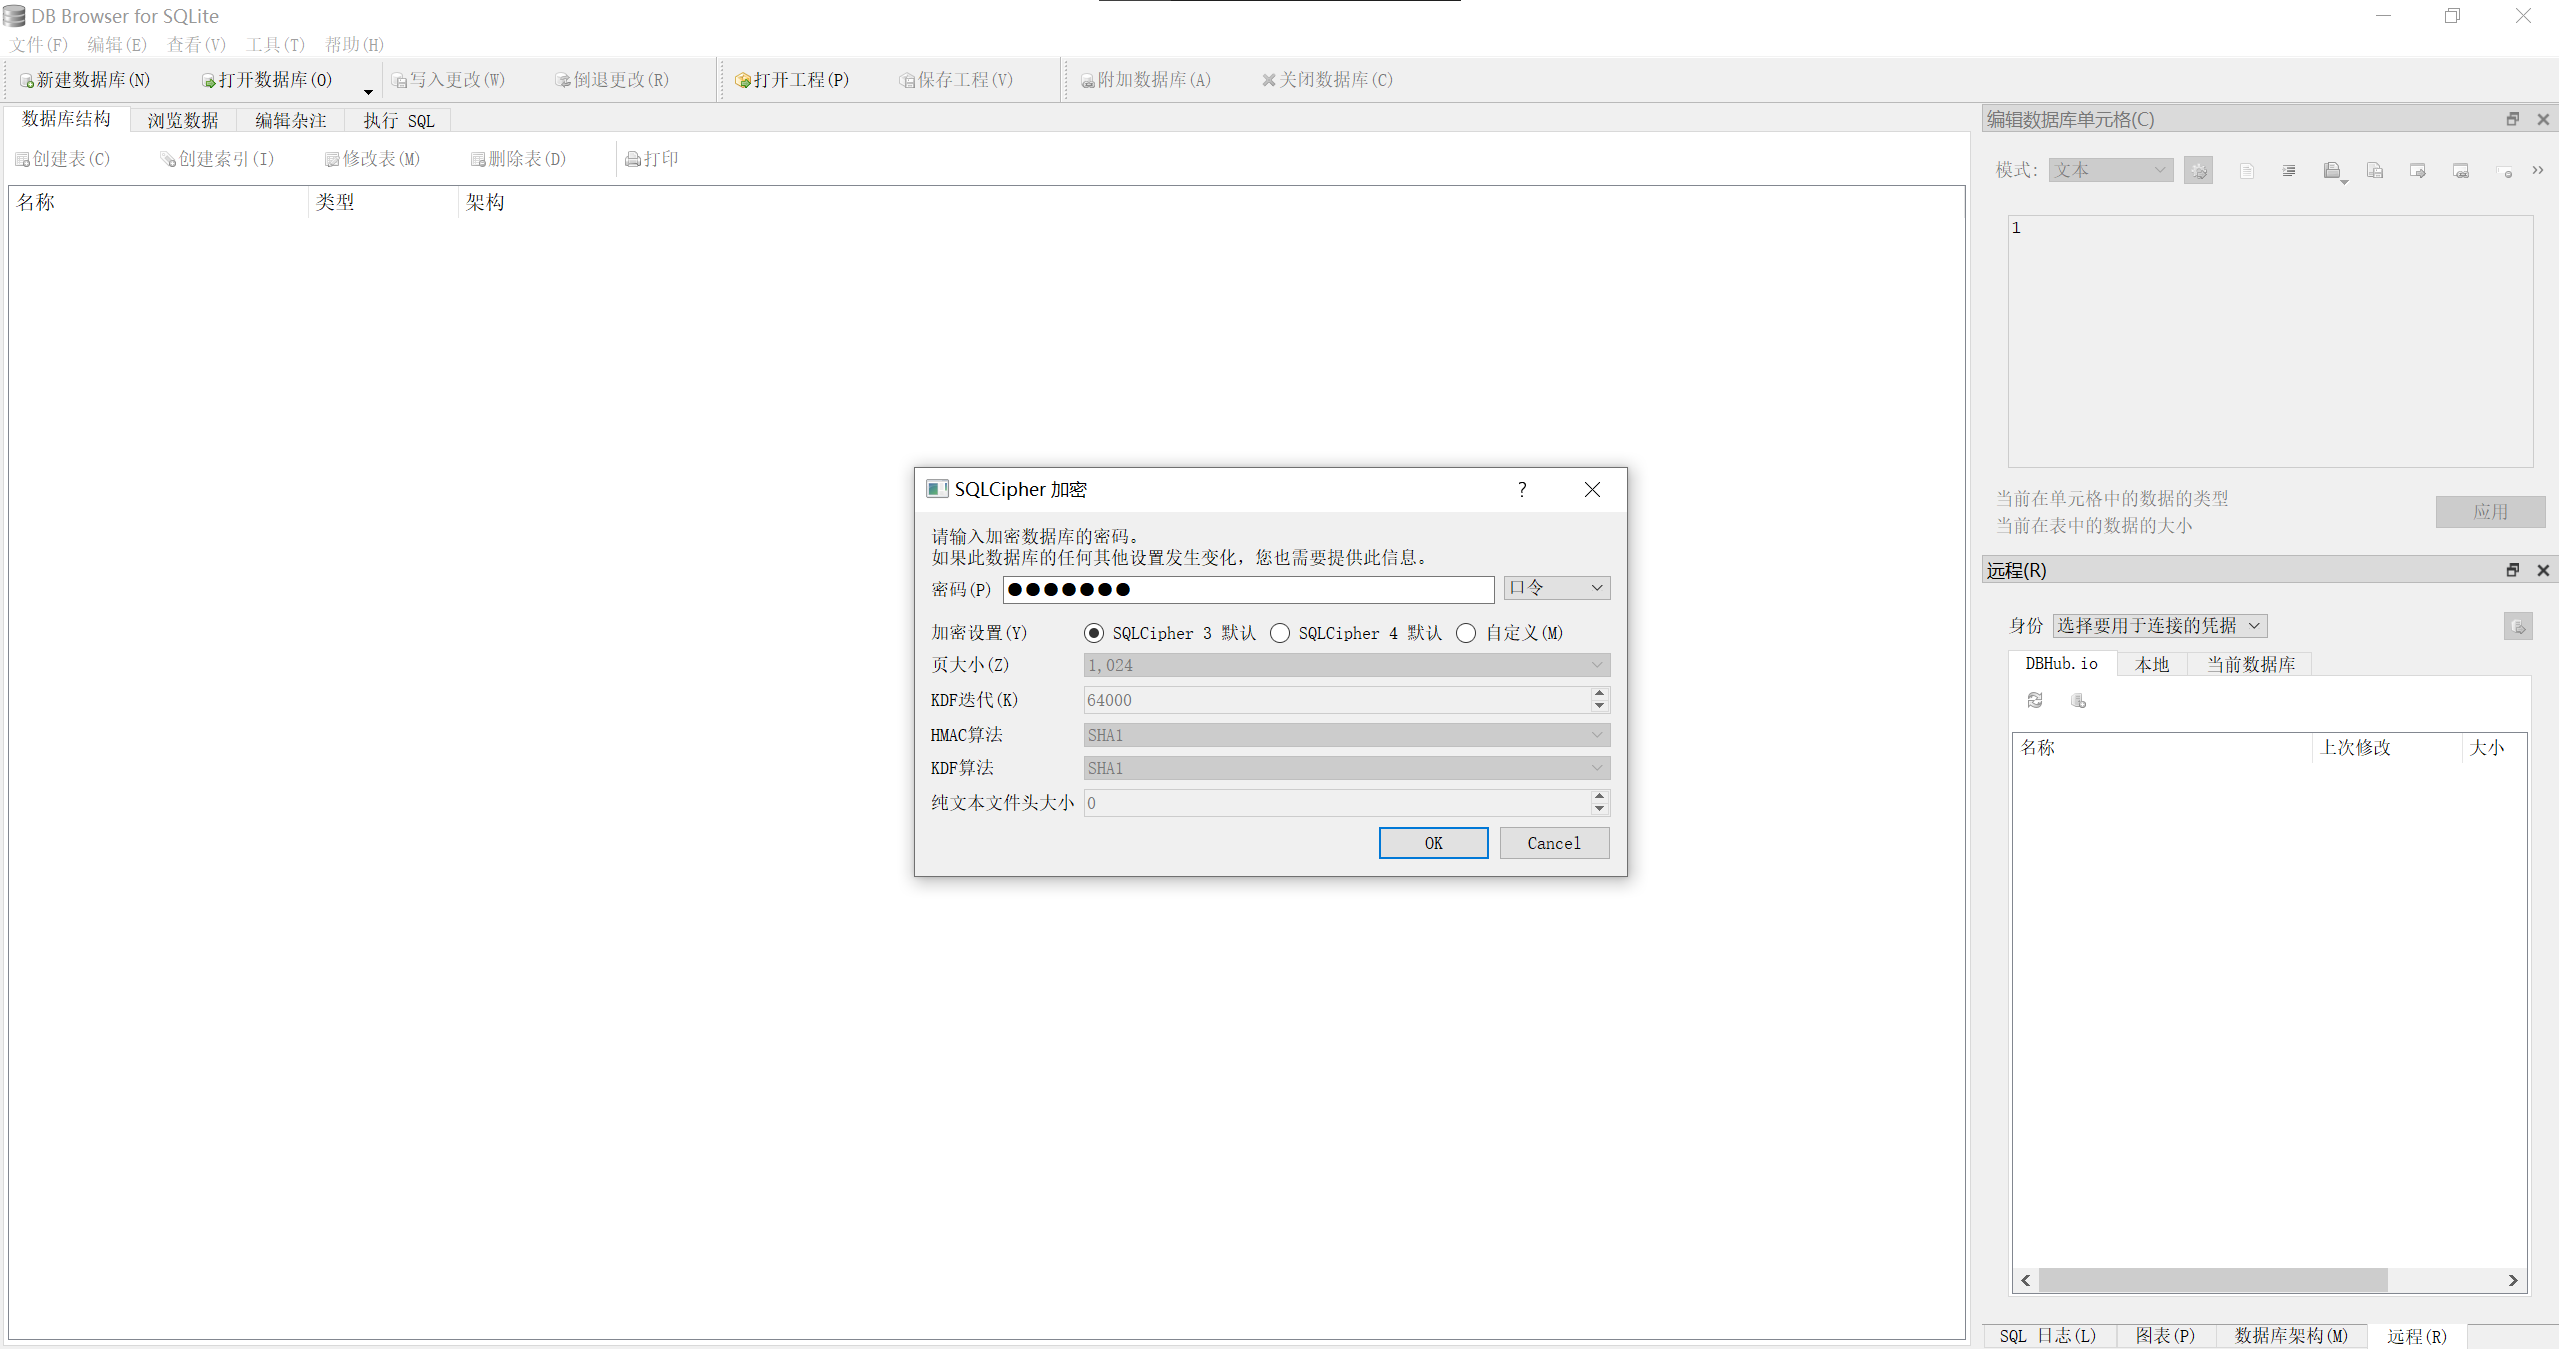 DB Browser for SQLite
文件(F) 编辑(E) 查看(V) 工具(T) 帮助(H)
新建数据库(N) 打开数据库(O) 写入更改(W) 倒退更改(R) 打开工程(P) 保存工程(V) 附加数据库(A) 关闭数据库(C)
数据库结构 浏览数据 编辑杂注 执行 SQL
创建表(C) 创建索引(I) 修改表(M) 删除表(D) 打印
名称 类型 架构
SQLCipher 加密
请输入加密数据库的密码。
如果此数据库的任何其他设置发生变化，您也需要提供此信息。
密码(P) ●●●●●●● 口令
加密设置(Y) SQLCipher 3 默认 SQLCipher 4 默认 自定义(M)
页大小(Z) 1,024
KDF迭代(K) 64000
HMAC算法 SHA1
KDF算法 SHA1
纯文本文件头大小 0
OK Cancel
编辑数据库单元格(C)
模式: 文本
1
当前在单元格中的数据的类型
当前在表中的数据的大小
应用
远程(R)
身份 选择要用于连接的凭据
DBHub.io 本地 当前数据库
名称 上次修改 大小
SQL 日志(L) 图表(P) 数据库架构(M) 远程(R)